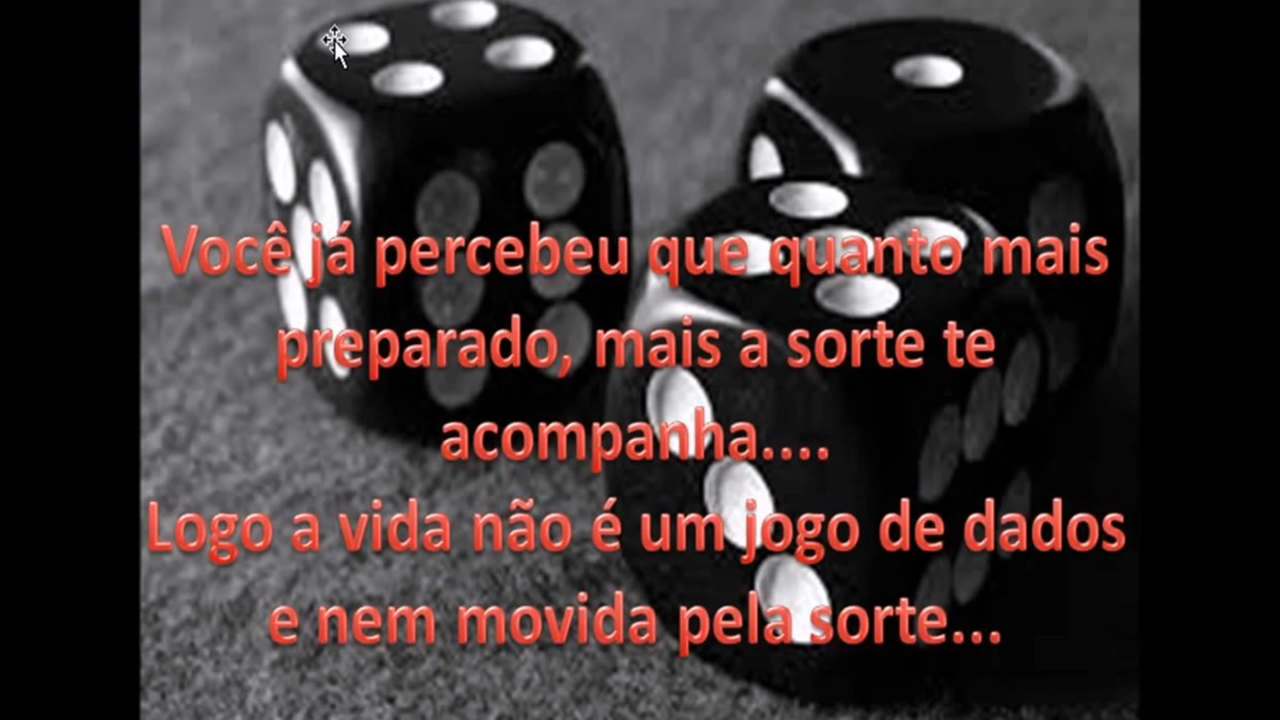 Você já percebeu que quanto mais
preparado, mais a sorte te
acompanha....
Logo a vida não é um jogo de dados
e nem movida pela sorte...